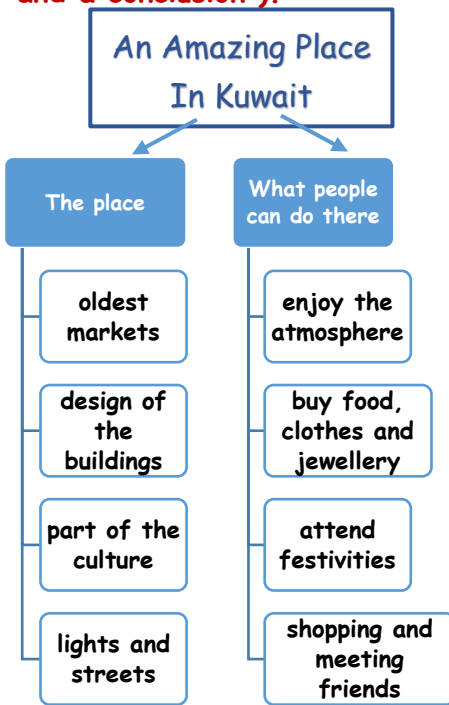 and a conclusion ).
An Amazing Place
In Kuwait
The place
What people
can do there
oldest
markets
enjoy the
atmosphere
design of
the
buildings
buy food,
clothes and
jewellery
part of the
culture
attend
festivities
lights and
streets
shopping and
meeting
friends